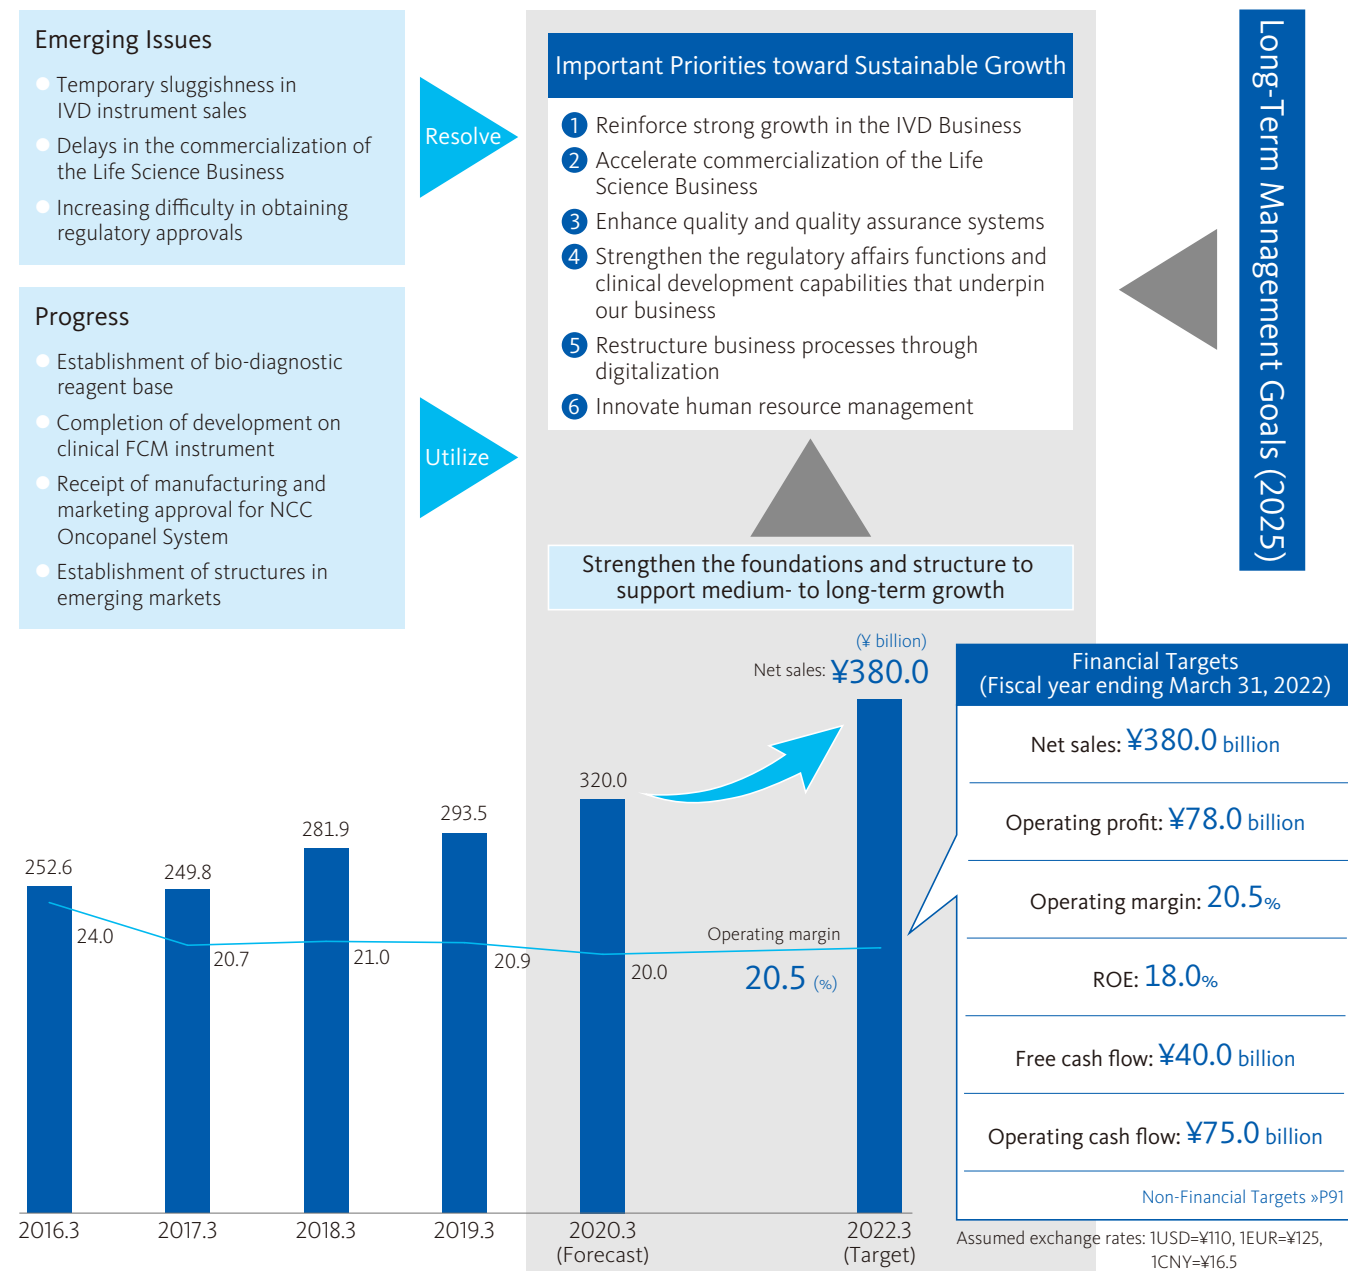 Emerging Issues
Temporary sluggishness in
IVD instrument sales
Delays in the commercialization of
the Life Science Business
Increasing difficulty in obtaining
regulatory approvals
Resolve
Progress
Establishment of bio-diagnostic
reagent base
Completion of development on
clinical FCM instrument
Receipt of manufacturing and
marketing approval for NCC
Oncopanel System
Establishment of structures in
emerging markets
Utilize
Important Priorities toward Sustainable Growth
1 Reinforce strong growth in the IVD Business
2 Accelerate commercialization of the Life
Science Business
3 Enhance quality and quality assurance systems
4 Strengthen the regulatory affairs functions and
clinical development capabilities that underpin
our business
5 Restructure business processes through
digitalization
6 Innovate human resource management
Strengthen the foundations and structure to
support medium- to long-term growth
Long-Term Management Goals (2025)
(¥ billion)
Net sales: ¥380.0
320.0
293.5
281.9
252.6
249.8
24.0
20.7
21.0
20.9
20.0
Operating margin
20.5 (%)
2016.3
2017.3
2018.3
2019.3
2020.3
(Forecast)
2022.3
(Target)
Financial Targets
(Fiscal year ending March 31, 2022)
Net sales: ¥380.0 billion
Operating profit: ¥78.0 billion
Operating margin: 20.5%
ROE: 18.0%
Free cash flow: ¥40.0 billion
Operating cash flow: ¥75.0 billion
Non-Financial Targets »P91
Assumed exchange rates: 1USD=¥110, 1EUR=¥125,
1CNY=¥16.5